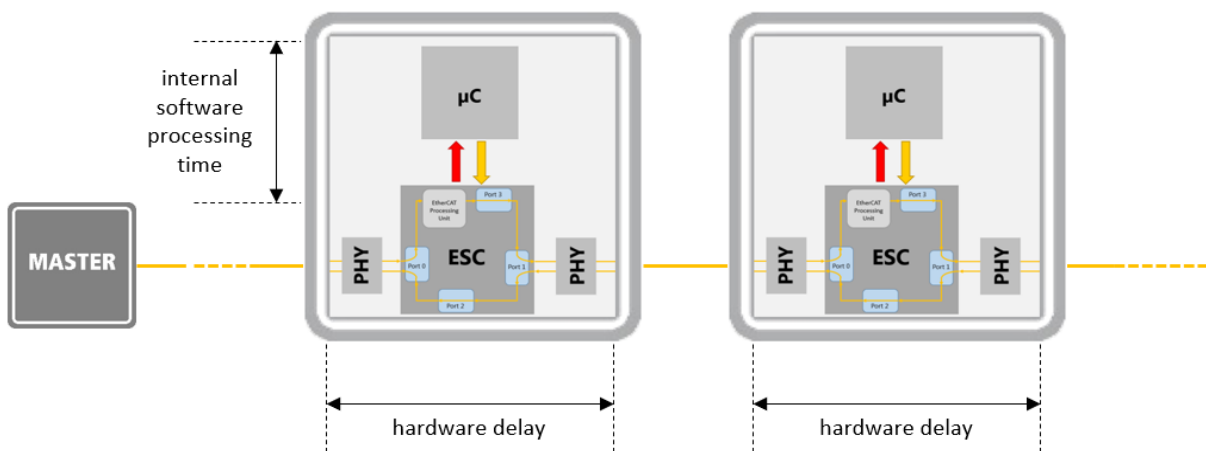 internal
software
processing
time
MASTER
µC
EtherCAT
Processing
Unit
Port 3
PHY
Port 0
ESC
Port 1
PHY
Port 2
hardware delay
µC
EtherCAT
Processing
Unit
Port 3
PHY
Port 0
ESC
Port 1
PHY
Port 2
hardware delay